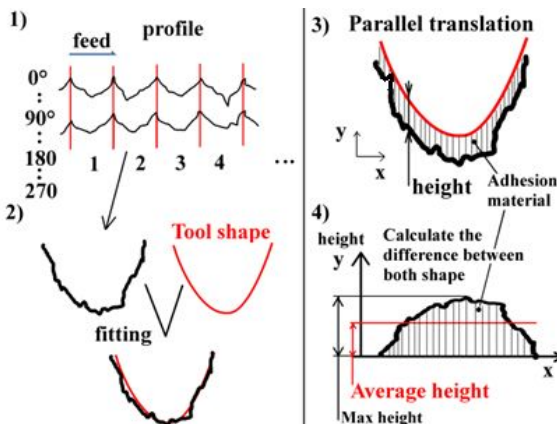 1)
profile
feed
0°
90°
180
270
1 2 3 4 ...
2)
Tool shape
fitting
3)
Parallel translation
y
x
height
Adhesion
material
4)
height
y
Calculate the
difference between
both shape
x
Average height
Max height